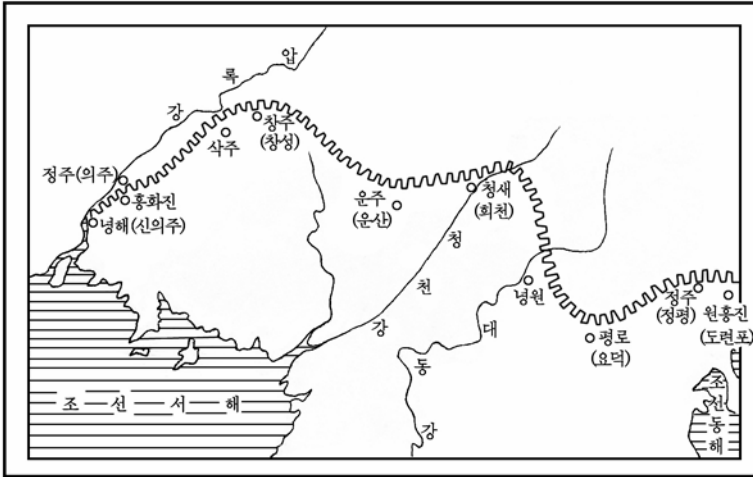 압록강
창주
(창성)
삭주
정주(의주)
흥화진
녕해(신의주)
운주
(운산)
청새
(희천)
청천강
녕원
대동강
평로
(요덕)
정주
(정평)
원흥진
(도련포)
조선서해
조선동해